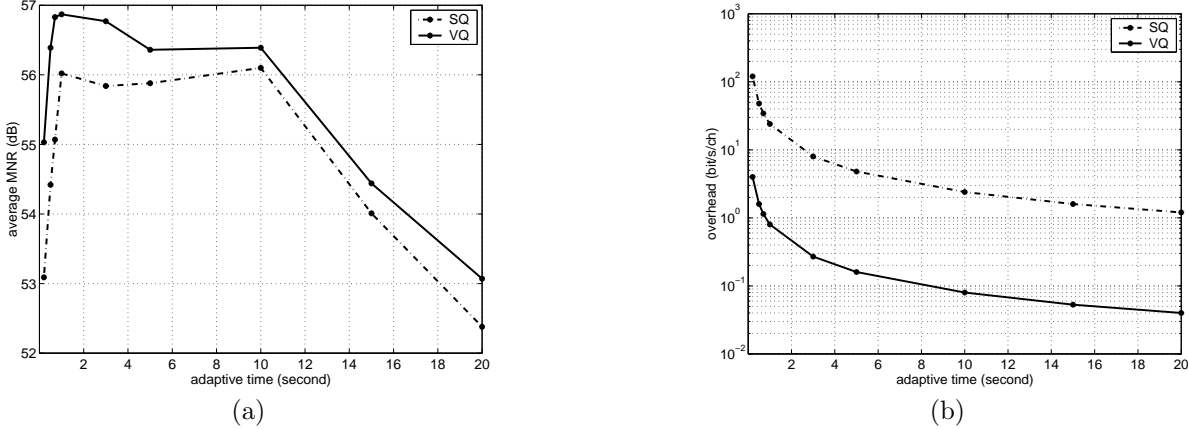 57
56
55
54
53
52
average MNR (dB)
SQ
VQ
2 4 6 8 10 12 14 16 18 20
adaptive time (second)
(a)
10^3
10^2
10^1
10^0
10^−1
10^−2
overhead (bit/s/ch)
SQ
VQ
2 4 6 8 10 12 14 16 18 20
adaptive time (second)
(b)